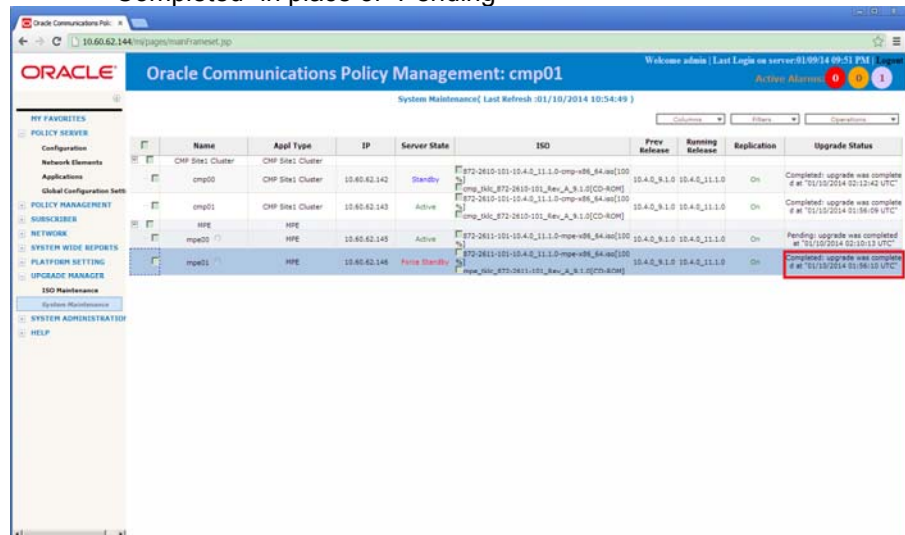 "Completed" in place of "Pending"
Oracle Communications Poli:
10.60.62.144/mi/pages/mainFrameset.jsp
ORACLE
Oracle Communications Policy Management: cmp01
Welcome admin | Last Login on server:01/09/14 09:51 PM | Logout
Active Alarms: 0 0 1
System Maintenance( Last Refresh :01/10/2014 10:54:49 )
Columns Filters Operations
MY FAVORITES
POLICY SERVER
Configuration
Network Elements
Applications
Global Configuration Setti
POLICY MANAGEMENT
SUBSCRIBER
NETWORK
SYSTEM WIDE REPORTS
PLATFORM SETTING
UPGRADE MANAGER
ISO Maintenance
System Maintenance
SYSTEM ADMINISTRATION
HELP
Name Appl Type IP Server State ISO Prev Release Running Release Replication Upgrade Status
CMP Site1 Cluster CMP Site1 Cluster
cmp00 CMP Site1 Cluster 10.60.62.142 Standby 872-2610-101-10.4.0_11.1.0-cmp-x86_64.iso[100%] cmp_tklc_872-2610-101_Rev_A_9.1.0[CD-ROM] 10.4.0_9.1.0 10.4.0_11.1.0 On Completed: upgrade was completed at "01/10/2014 02:12:42 UTC"
cmp01 CMP Site1 Cluster 10.60.62.143 Active 872-2610-101-10.4.0_11.1.0-cmp-x86_64.iso[100%] cmp_tklc_872-2610-101_Rev_A_9.1.0[CD-ROM] 10.4.0_9.1.0 10.4.0_11.1.0 On Completed: upgrade was completed at "01/10/2014 01:56:09 UTC"
MPE MPE
mpe00 MPE 10.60.62.145 Active 872-2611-101-10.4.0_11.1.0-mpe-x86_64.iso[100%] 10.4.0_9.1.0 10.4.0_11.1.0 On Pending: upgrade was completed at "01/10/2014 02:10:13 UTC"
mpe01 MPE 10.60.62.146 Force Standby 872-2611-101-10.4.0_11.1.0-mpe-x86_64.iso[100%] mpe_tklc_872-2611-101_Rev_A_9.1.0[CD-ROM] 10.4.0_9.1.0 10.4.0_11.1.0 On Completed: upgrade was completed at "01/10/2014 01:56:10 UTC"